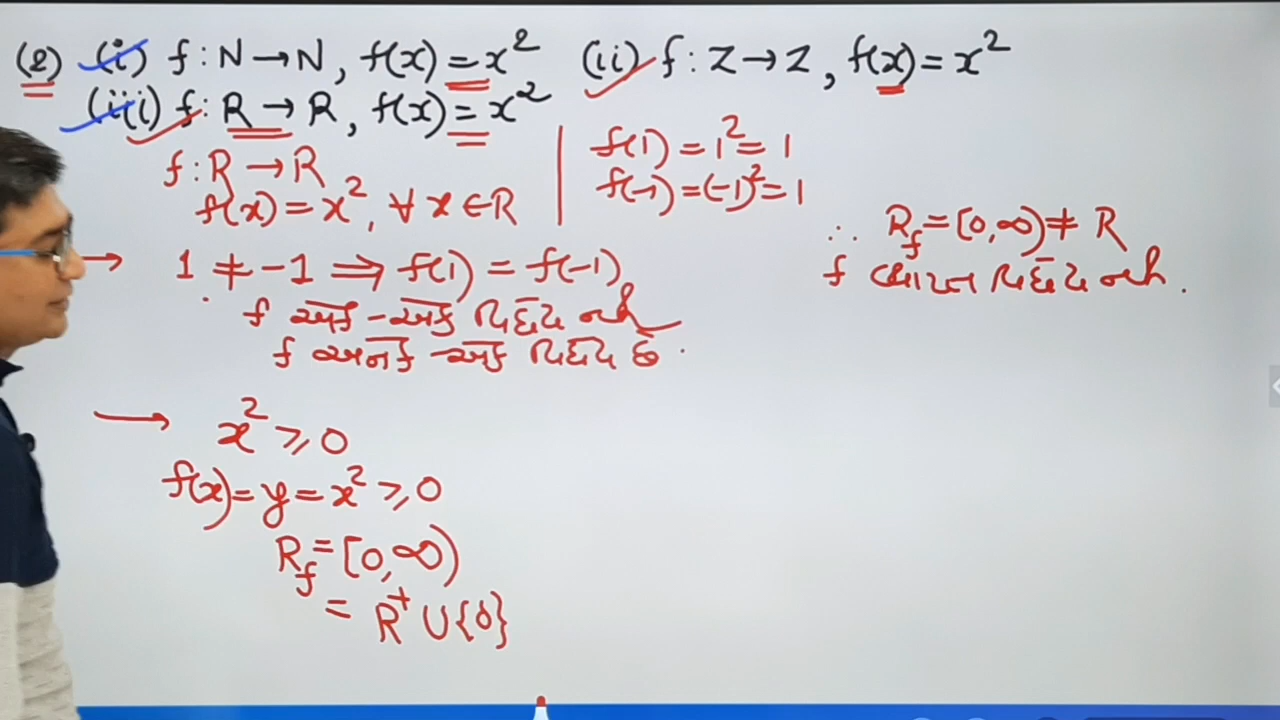 (2) (i) f : N → N, f(x) = x² (ii) f : Z → Z, f(x) = x²
(iii) f : R → R, f(x) = x²
f : R → R
f(x) = x², ∀ x ∈ R
f(1) = 1² = 1
f(-1) = (-1)² = 1
→ 1 ≠ -1 ⇒ f(1) = f(-1)
f એક-એક વિધેય નથી
f અનેક-એક વિધેય છે.
→ x² ≥ 0
f(x) = y = x² ≥ 0
R_f = [0, ∞)
= R⁺ ∪ {0}
∴ R_f = [0, ∞) ≠ R
f વ્યાપ્ત વિધેય નથી.